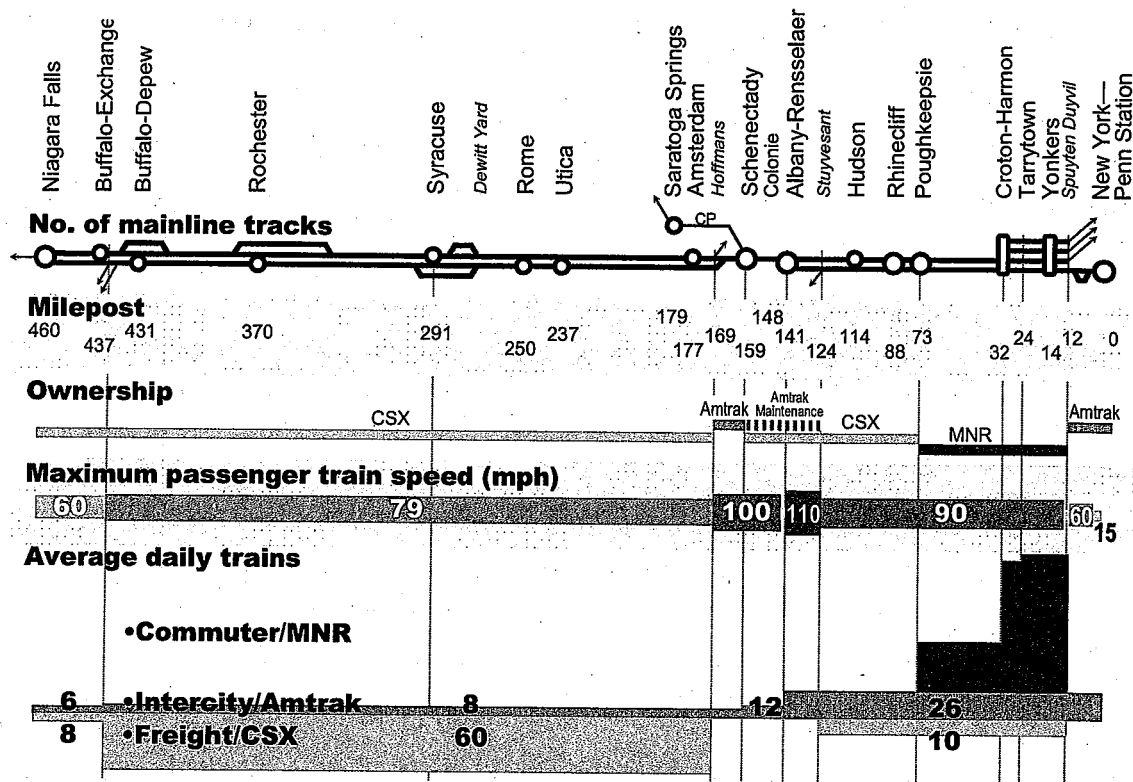 Niagara Falls
Buffalo-Exchange
Buffalo-Depew
Rochester
Syracuse
Dewitt Yard
Rome
Utica
Saratoga Springs
Amsterdam
Hoffmans
Schenectady
Colonie
Albany-Rensselaer
Stuyvesant
Hudson
Rhinecliff
Poughkeepsie
Croton-Harmon
Tarrytown
Yonkers
Spuyten Duyvil
New York—
Penn Station
No. of mainline tracks
CP
Milepost
460 437 431 370 291 250 237 179 177 169 159 148 141 124 114 88 73 32 24 14 12 0
Ownership
CSX Amtrak Amtrak Maintenance CSX MNR Amtrak
Maximum passenger train speed (mph)
60 79 100 110 90 60 15
Average daily trains
•Commuter/MNR
6 •Intercity/Amtrak 8 12 26
8 •Freight/CSX 60 10